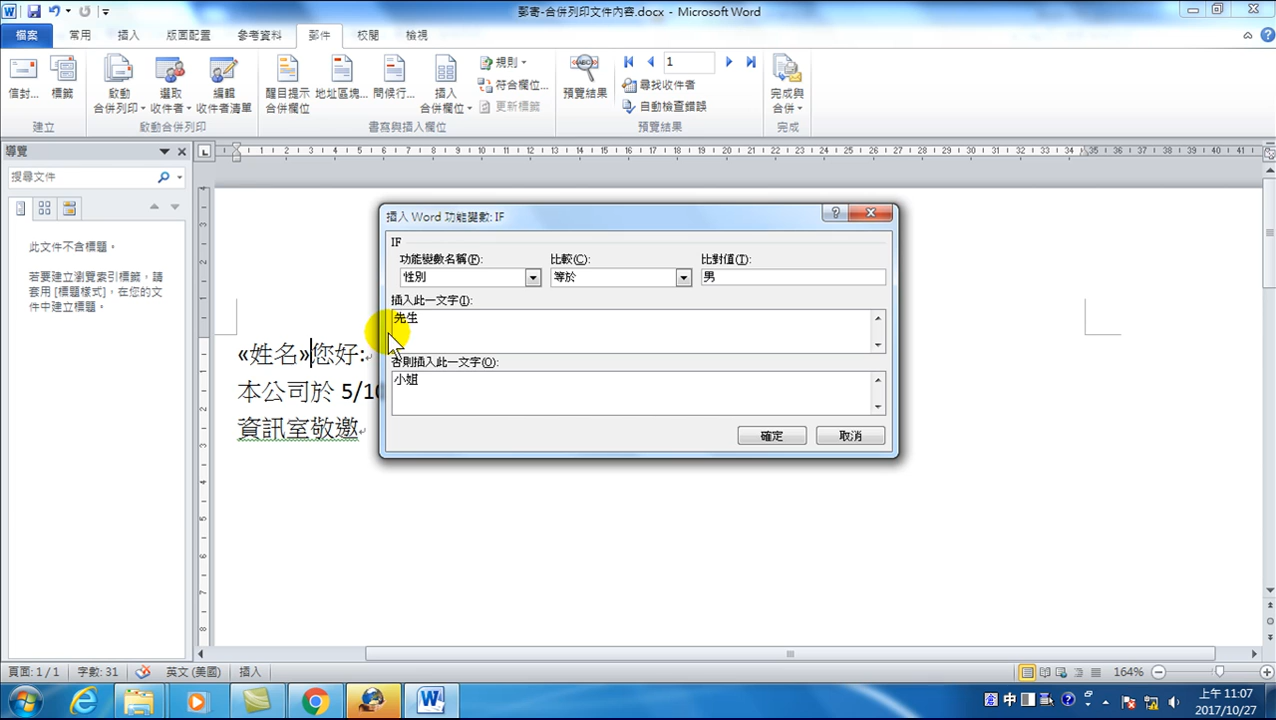 郵寄-合併列印文件內容.docx - Microsoft Word
檔案 常用 插入 版面配置 參考資料 郵件 校閱 檢視
信封... 標籤 啟動 合併列印 選取 收件者 編輯 收件者清單 醒目提示 合併欄位 地址區塊... 問候行... 插入 合併欄位 規則 符合欄位... 更新標籤 ABC 預覽結果 1 尋找收件者 自動檢查錯誤 完成與 合併
建立 啟動合併列印 書寫與插入欄位 預覽結果 完成
導覽
搜尋文件
此文件不含標題。
若要建立瀏覽索引標籤，請
套用 [標題樣式]，在您的文
件中建立標題。
插入 Word 功能變數: IF
IF
功能變數名稱(F): 比較(C): 比對值(T):
性別 等於 男
插入此一文字(I):
先生
否則插入此一文字(O):
小姐
確定 取消
«姓名»您好:
本公司於 5/10
資訊室敬邀
頁面: 1 / 1 字數: 31 英文 (美國) 插入 164%
中 上午 11:07
2017/10/27